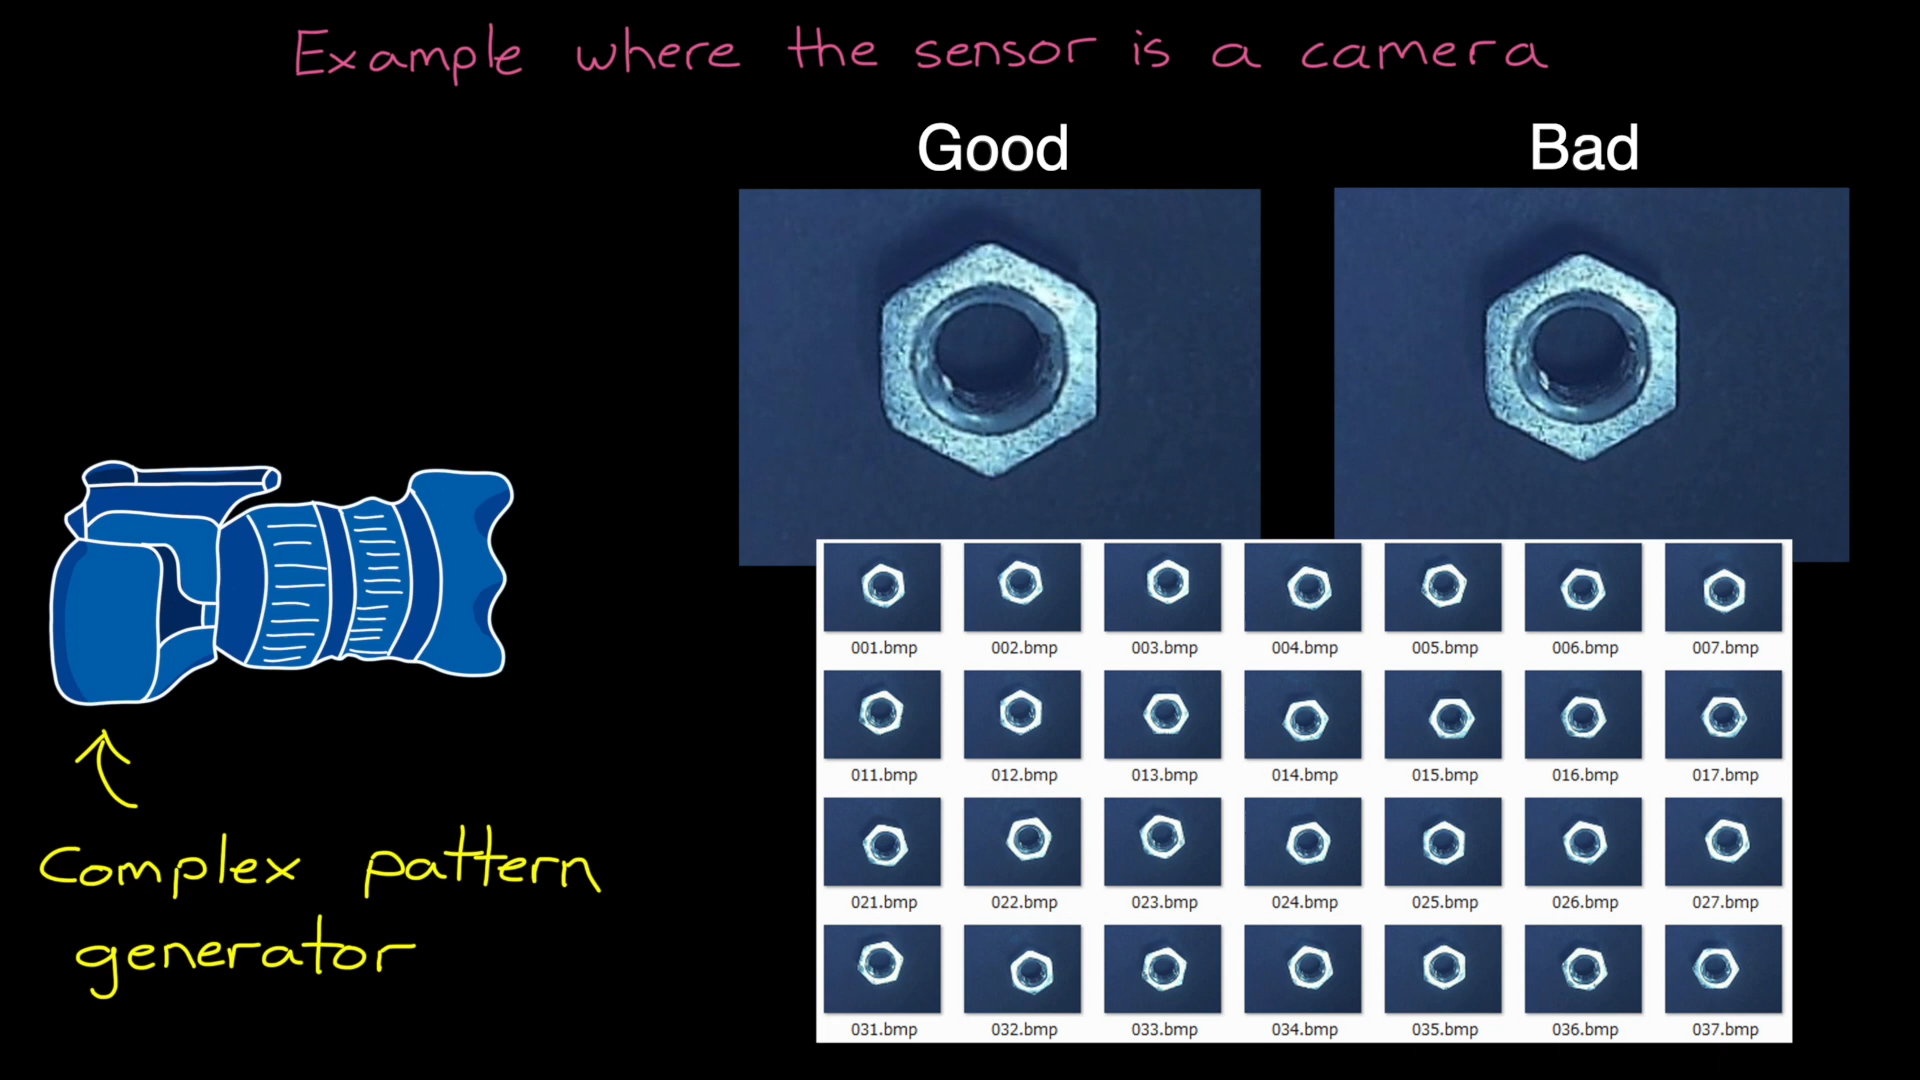 Example where the sensor is a camera
Good
Bad
001.bmp 002.bmp 003.bmp 004.bmp 005.bmp 006.bmp 007.bmp
011.bmp 012.bmp 013.bmp 014.bmp 015.bmp 016.bmp 017.bmp
021.bmp 022.bmp 023.bmp 024.bmp 025.bmp 026.bmp 027.bmp
031.bmp 032.bmp 033.bmp 034.bmp 035.bmp 036.bmp 037.bmp
Complex pattern
generator